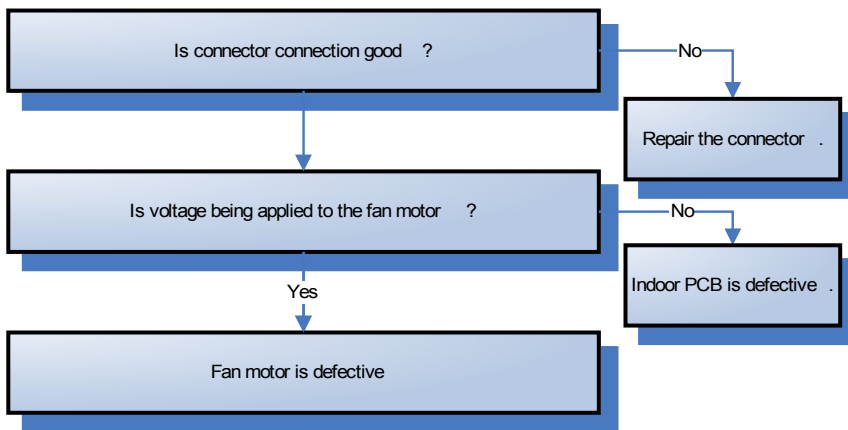 Is connector connection good ?
No
Repair the connector .
Is voltage being applied to the fan motor ?
No
Indoor PCB is defective .
Yes
Fan motor is defective